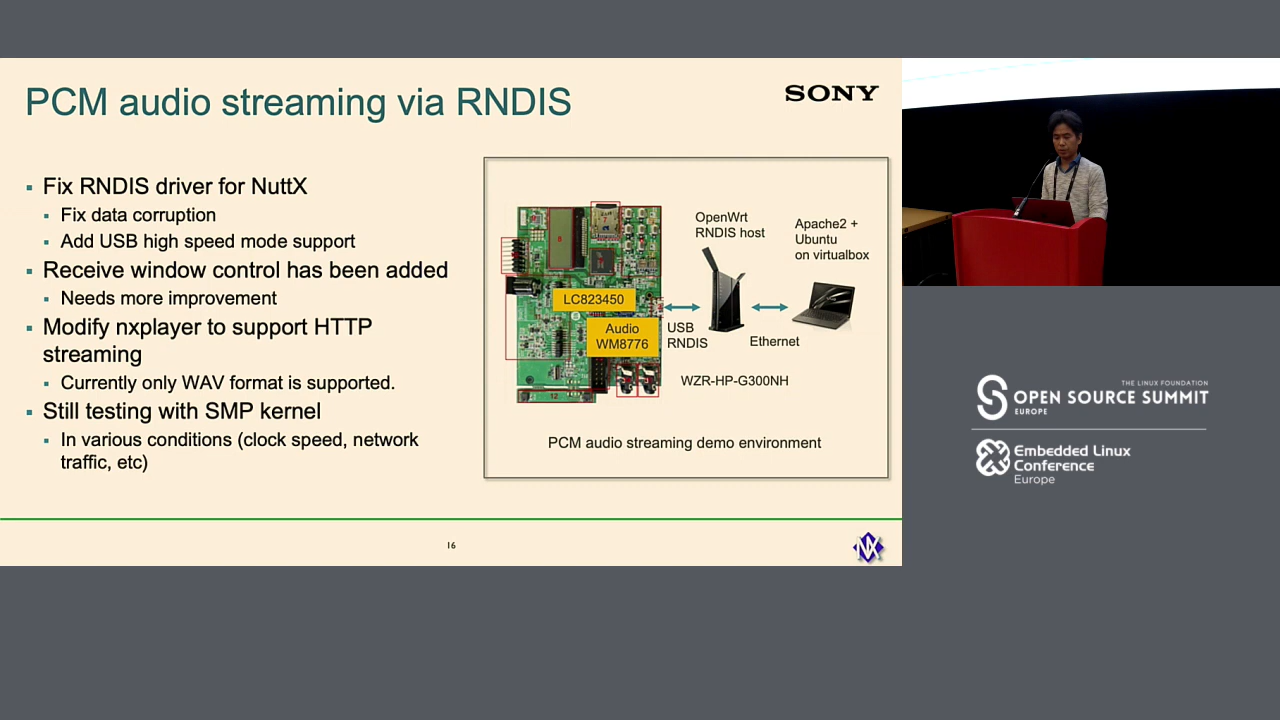 PCM audio streaming via RNDIS
SONY
Fix RNDIS driver for NuttX
Fix data corruption
Add USB high speed mode support
Receive window control has been added
Needs more improvement
Modify nxplayer to support HTTP
streaming
Currently only WAV format is supported.
Still testing with SMP kernel
In various conditions (clock speed, network
traffic, etc)
OpenWrt
RNDIS host
Apache2 +
Ubuntu
on virtualbox
LC823450
Audio
WM8776
USB
RNDIS
Ethernet
WZR-HP-G300NH
PCM audio streaming demo environment
16
NX
THE LINUX FOUNDATION
OPEN SOURCE SUMMIT
EUROPE
Embedded Linux
Conference
Europe